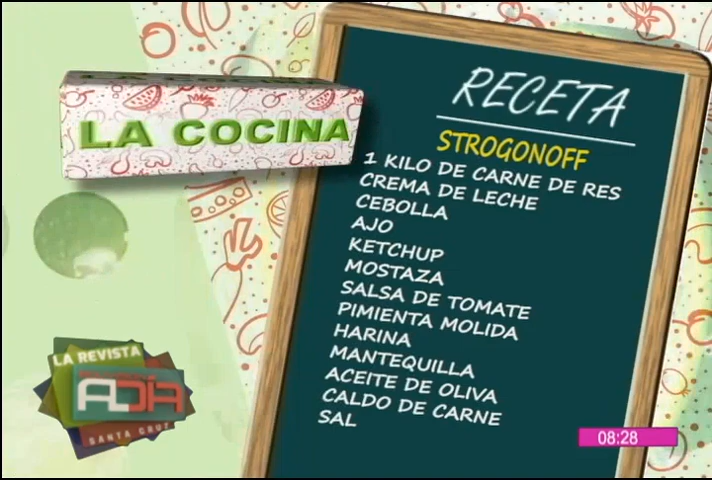 LA COCINA
RECETA
STROGONOFF
1 KILO DE CARNE DE RES
CREMA DE LECHE
CEBOLLA
AJO
KETCHUP
MOSTAZA
SALSA DE TOMATE
PIMIENTA MOLIDA
HARINA
MANTEQUILLA
ACEITE DE OLIVA
CALDO DE CARNE
SAL
LA REVISTA
ALDÍA
SANTA CRUZ
08:28